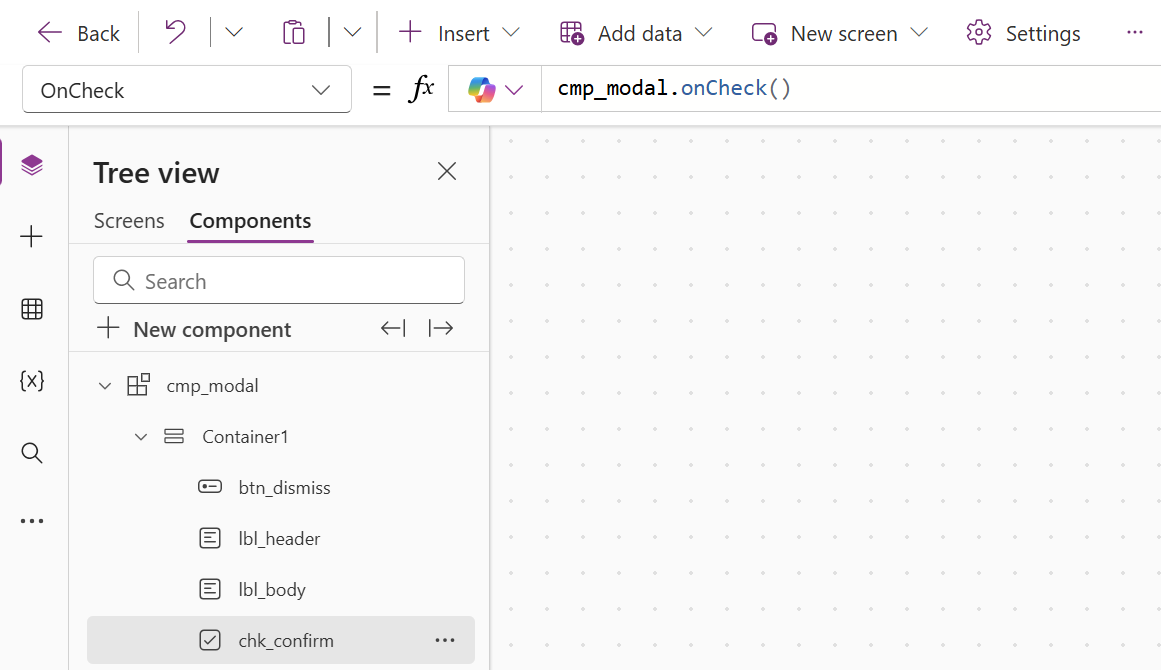 Back
Insert
Add data
New screen
Settings
OnCheck
= fx
cmp_modal.onCheck()
Tree view
Screens
Components
Search
New component
cmp_modal
Container1
btn_dismiss
lbl_header
lbl_body
chk_confirm